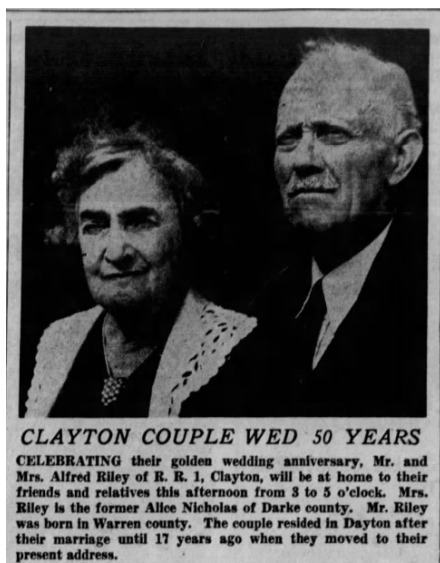 CLAYTON COUPLE WED 50 YEARS
CELEBRATING their golden wedding anniversary, Mr. and
Mrs. Alfred Riley of R. R. 1, Clayton, will be at home to their
friends and relatives this afternoon from 3 to 5 o'clock. Mrs.
Riley is the former Alice Nicholas of Darke county. Mr. Riley
was born in Warren county. The couple resided in Dayton after
their marriage until 17 years ago when they moved to their
present address.